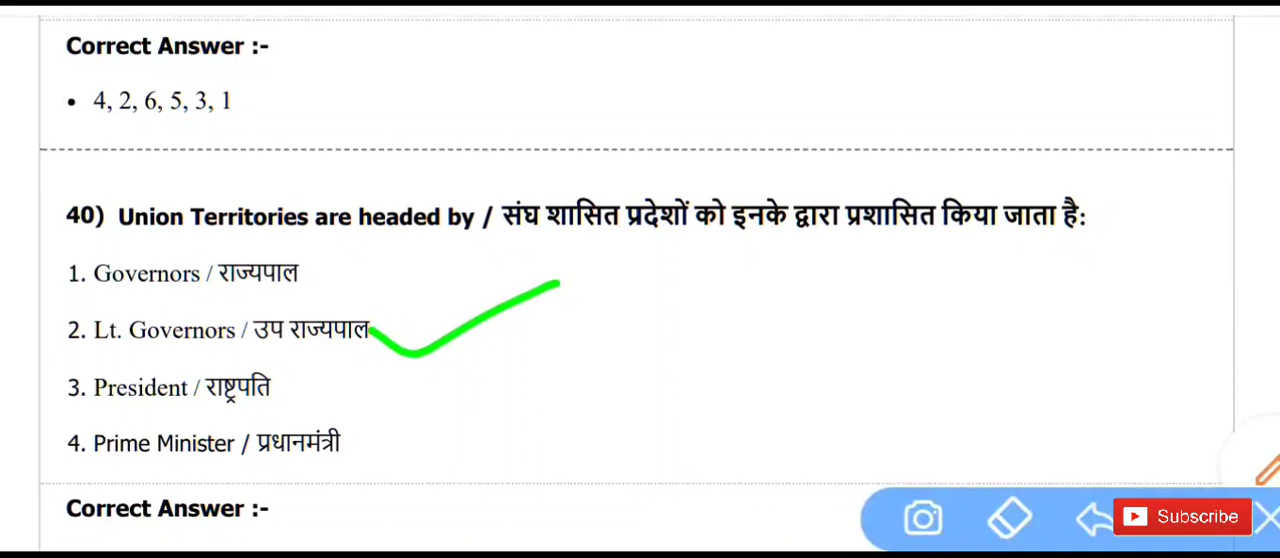 Correct Answer :-
• 4, 2, 6, 5, 3, 1
40) Union Territories are headed by / संघ शासित प्रदेशों को इनके द्वारा प्रशासित किया जाता है:
1. Governors / राज्यपाल
2. Lt. Governors / उप राज्यपाल
3. President / राष्ट्रपति
4. Prime Minister / प्रधानमंत्री
Correct Answer :-
Subscribe